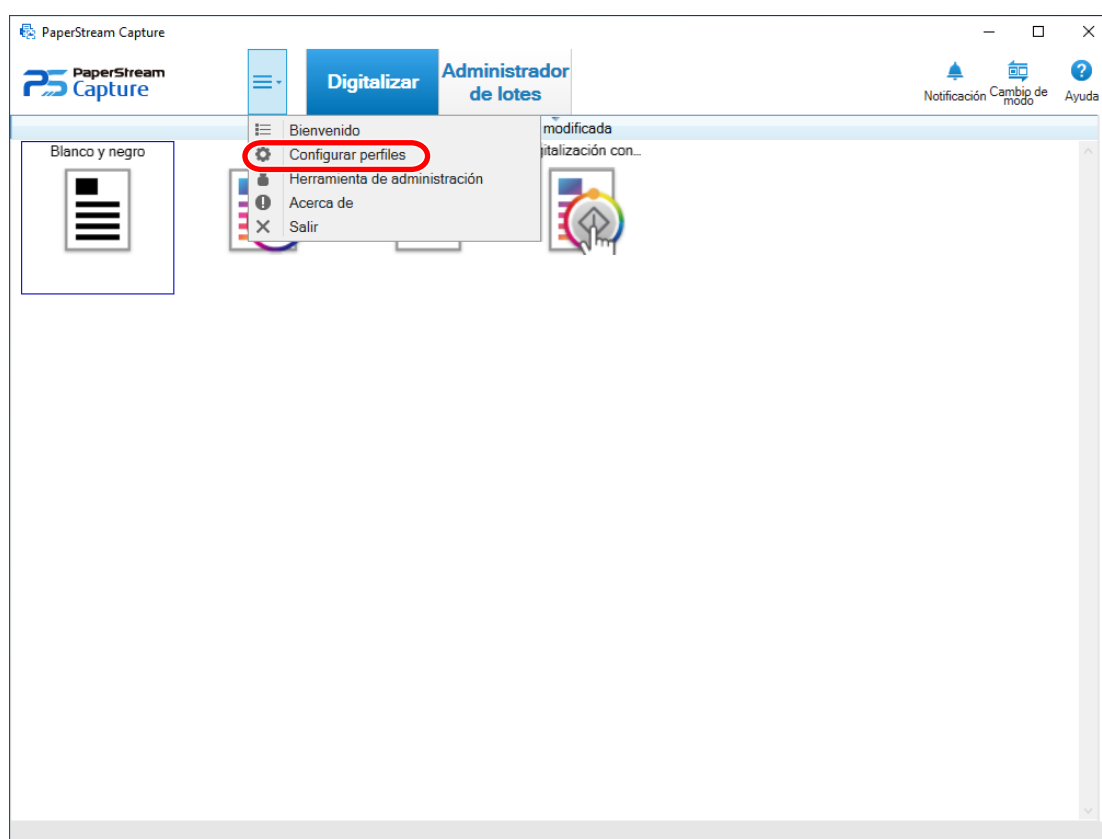 PaperStream Capture
PaperStream
Capture
Digitalizar
Administrador
de lotes
Notificación
Cambio de
modo
Ayuda
modificada
Blanco y negro
Bienvenido
Configurar perfiles
Herramienta de administración
Acerca de
Salir
italización con...